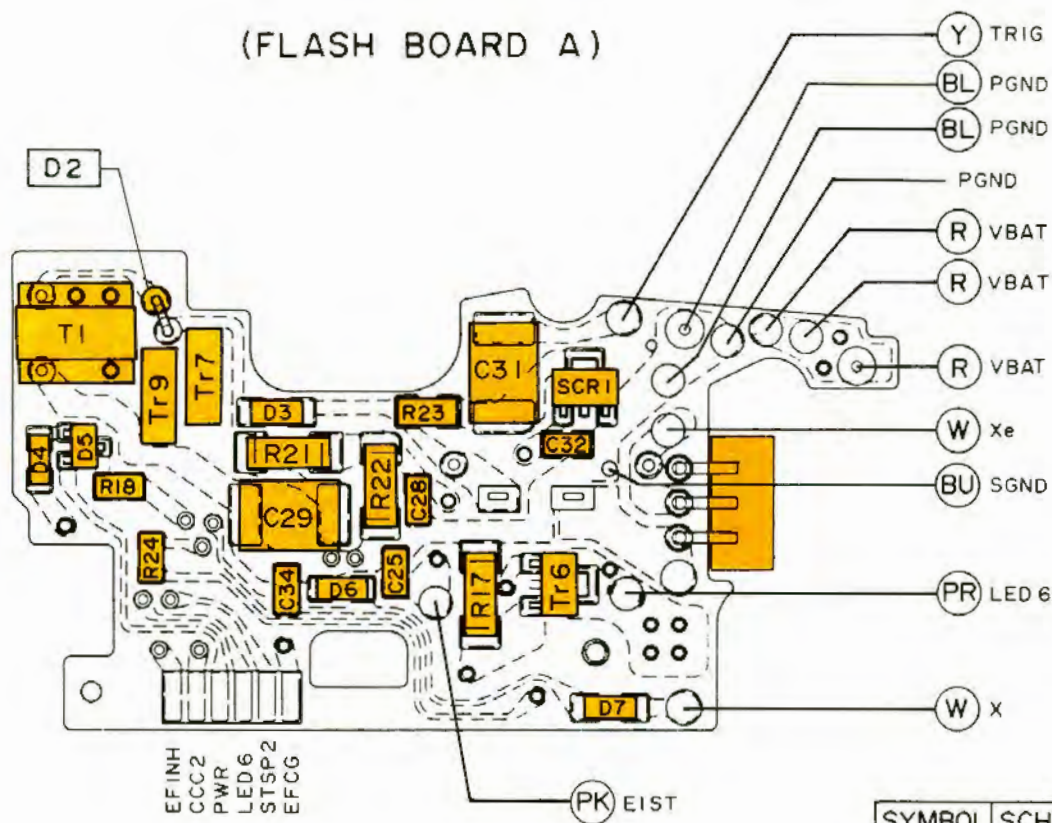 (FLASH BOARD A)
Y TRIG
BL PGND
BL PGND
PGND
R VBAT
R VBAT
R VBAT
W Xe
BU SGND
PR LED 6
W X
PK EIST
D2
T1
Tr9
Tr7
C31
SCR1
D3
R23
C32
D4
D5
R21
R22
C28
R18
C29
R24
C34
D6
C25
R17
Tr6
D7
EFINH
CCC2
PWR
LED6
STSP2
EFCG
SYMBOL SCH